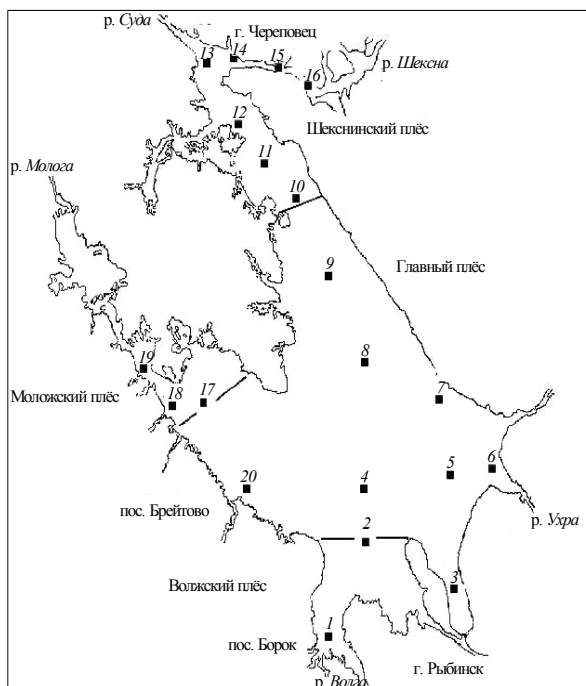 р. Суда
г. Череповец
13
14
15
16
р. Шексна
Шекснинский плёс
12
11
р. Молога
10
9
Главный плёс
8
19
7
Моложский плёс
18
17
20
4
5
6
пос. Брейтово
р. Ухра
2
Волжский плёс
3
1
пос. Борок
г. Рыбинск
р. Волга